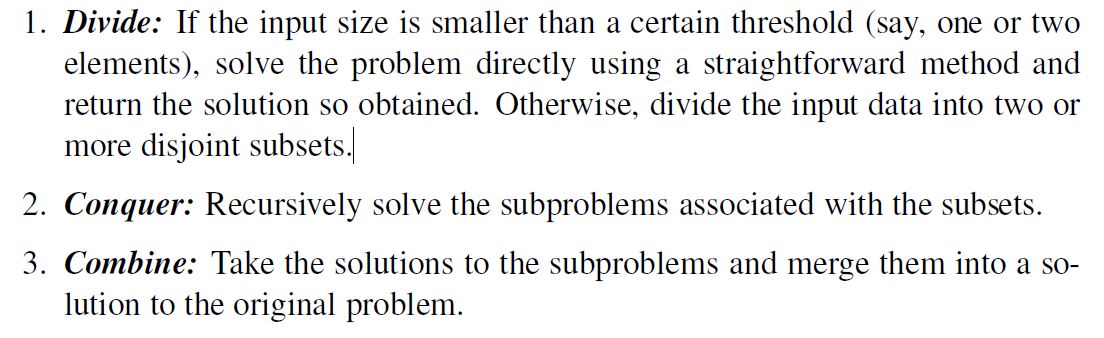 1. Divide: If the input size is smaller than a certain threshold (say, one or two
elements), solve the problem directly using a straightforward method and
return the solution so obtained. Otherwise, divide the input data into two or
more disjoint subsets.
2. Conquer: Recursively solve the subproblems associated with the subsets.
3. Combine: Take the solutions to the subproblems and merge them into a so-
lution to the original problem.